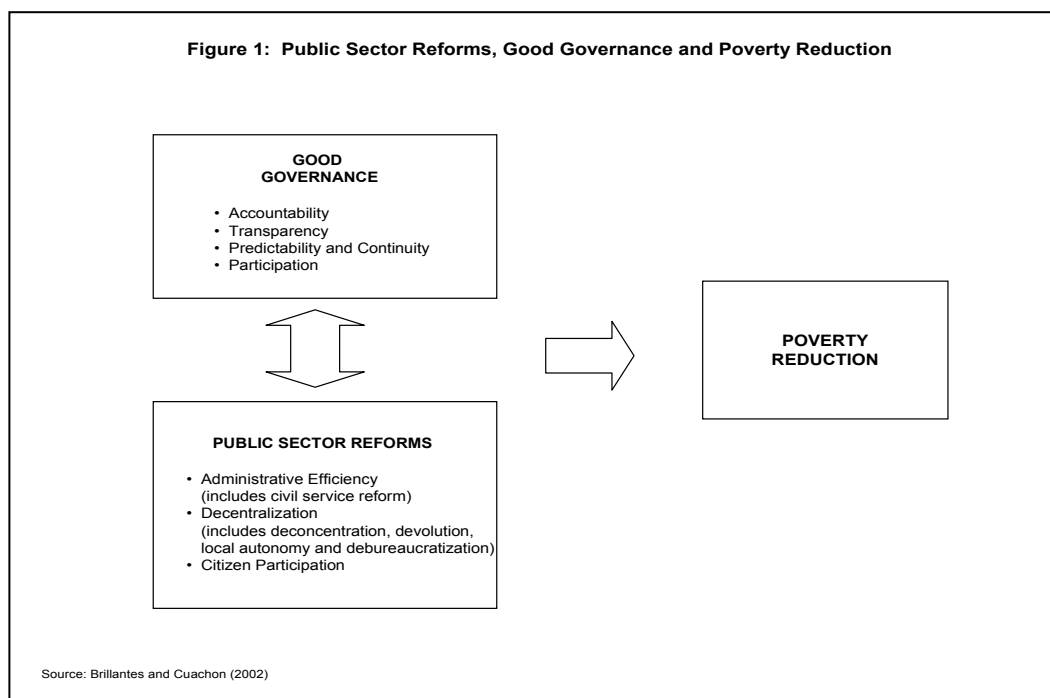 Figure 1: Public Sector Reforms, Good Governance and Poverty Reduction
GOOD
GOVERNANCE
• Accountability
• Transparency
• Predictability and Continuity
• Participation
PUBLIC SECTOR REFORMS
• Administrative Efficiency
(includes civil service reform)
• Decentralization
(includes deconcentration, devolution,
local autonomy and debureaucratization)
• Citizen Participation
POVERTY
REDUCTION
Source: Brillantes and Cuachon (2002)